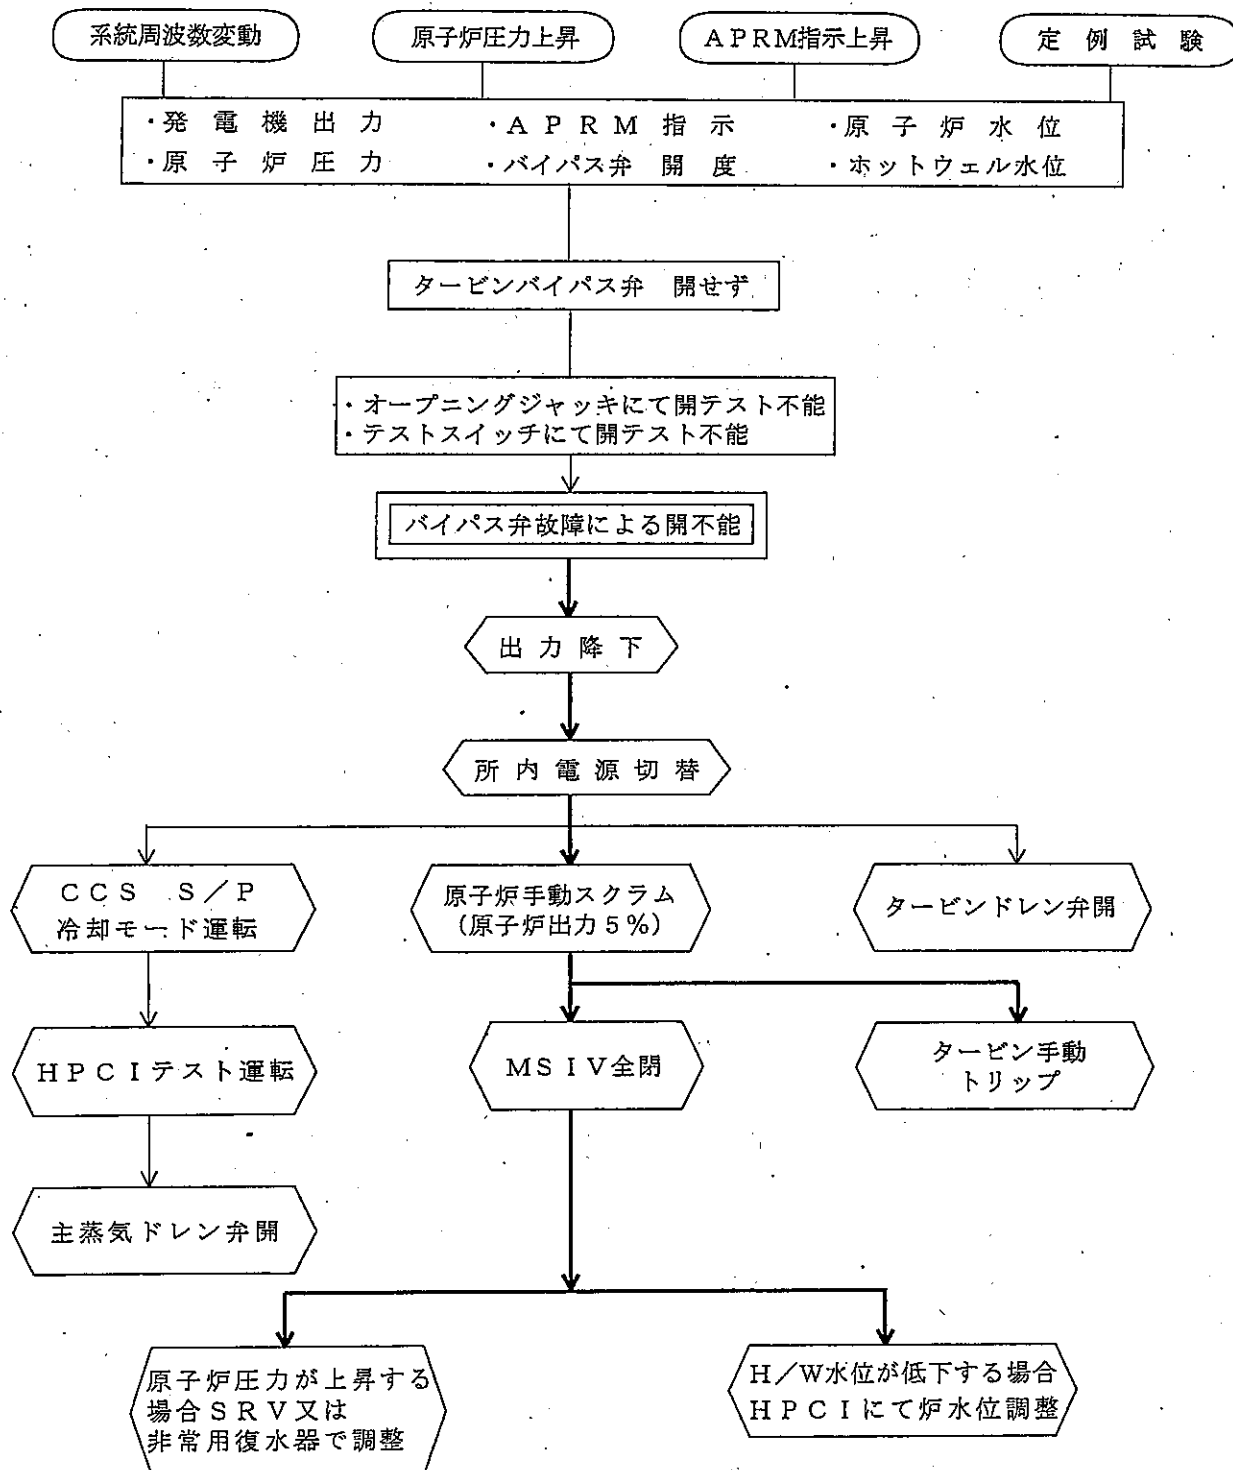 系統周波数変動
原子炉圧力上昇
APRM指示上昇
定例試験
・発電機出力 ・APRM指示 ・原子炉水位
・原子炉圧力 ・バイパス弁開度 ・ホットウェル水位
タービンバイパス弁 開せず
・オープニングジャッキにて開テスト不能
・テストスイッチにて開テスト不能
バイパス弁故障による開不能
出力降下
所内電源切替
CCS S/P
冷却モード運転
原子炉手動スクラム
(原子炉出力5%)
タービンドレン弁開
HPCIテスト運転
MSIV全閉
タービン手動
トリップ
主蒸気ドレン弁開
原子炉圧力が上昇する
場合SRV又は
非常用復水器で調整
H/W水位が低下する場合
HPCIにて炉水位調整